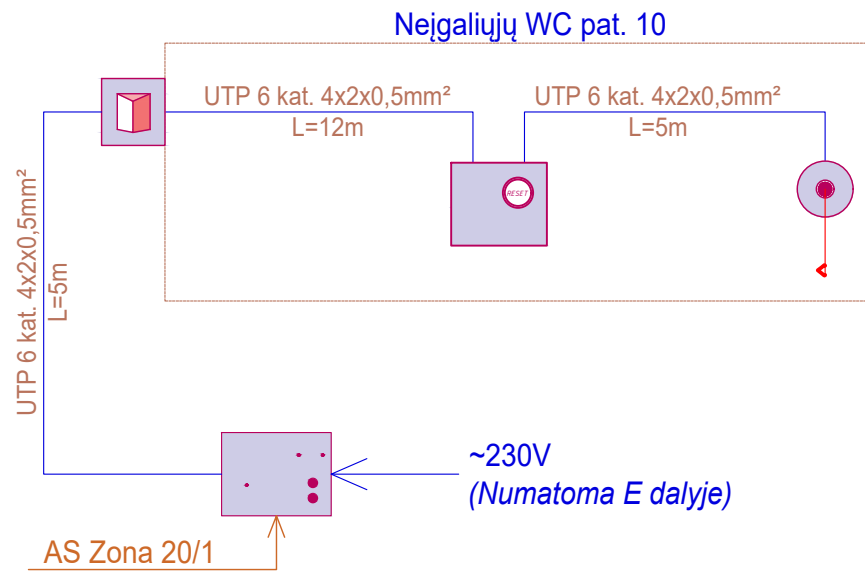 Neįgaliųjų WC pat. 10
UTP 6 kat. 4x2x0,5mm²
L=12m
UTP 6 kat. 4x2x0,5mm²
L=5m
RESET
UTP 6 kat. 4x2x0,5mm²
L=5m
~230V
(Numatoma E dalyje)
AS Zona 20/1